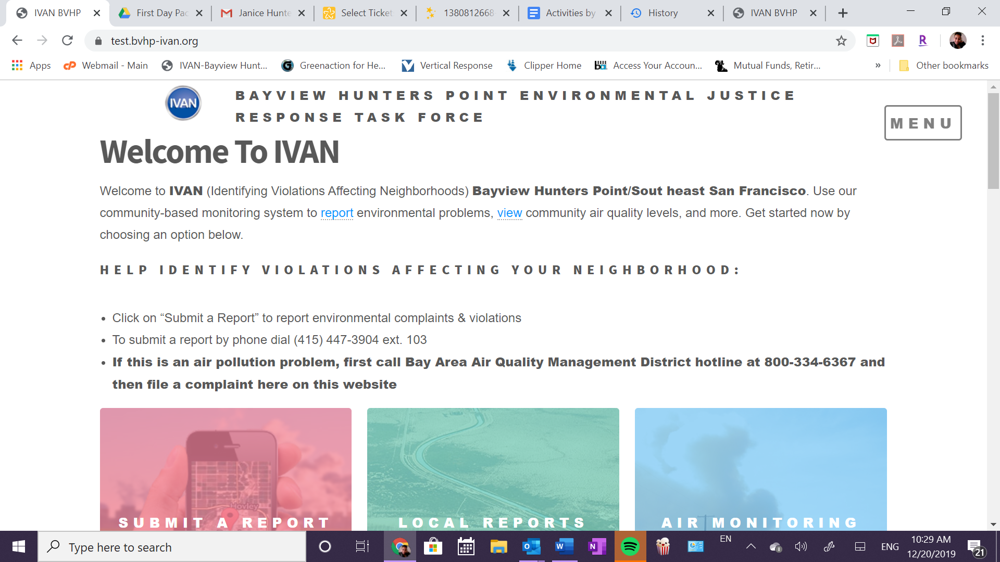 IVAN BVHP
First Day Pac
Janice Hunte
Select Ticket
1380812668
Activities by
History
IVAN BVHP
test.bvhp-ivan.org
R
Apps
Webmail - Main
IVAN-Bayview Hunt...
Greenaction for He...
Vertical Response
Clipper Home
Access Your Accoun...
Mutual Funds, Retir...
»
Other bookmarks
IVAN
BAYVIEW HUNTERS POINT ENVIRONMENTAL JUSTICE
RESPONSE TASK FORCE
MENU
Welcome To IVAN
Welcome to IVAN (Identifying Violations Affecting Neighborhoods) Bayview Hunters Point/Sout heast San Francisco. Use our
community-based monitoring system to report environmental problems, view community air quality levels, and more. Get started now by
choosing an option below.
HELP IDENTIFY VIOLATIONS AFFECTING YOUR NEIGHBORHOOD:
• Click on “Submit a Report” to report environmental complaints & violations
• To submit a report by phone dial (415) 447-3904 ext. 103
• If this is an air pollution problem, first call Bay Area Air Quality Management District hotline at 800-334-6367 and
then file a complaint here on this website
Hovley
SUBMIT A REPORT
LOCAL REPORTS
AIR MONITORING
Type here to search
EN
ENG
10:29 AM
12/20/2019
21